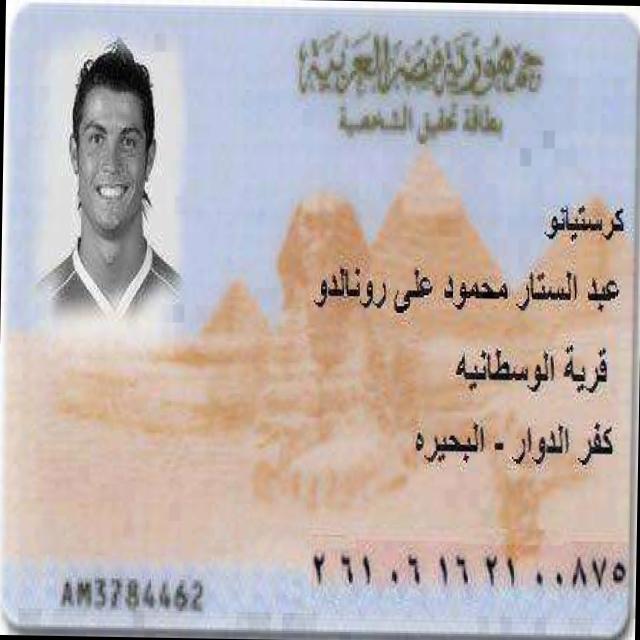 جمهورية مصر العربية
بطاقة تحقيق الشخصية
كرستيانو
عبد الستار محمود على رونالدو
قرية الوسطانيه
كفر الدوار - البحيره
٢٦١٠٦١٦٢١٠٠٨٧٥
AM3784462